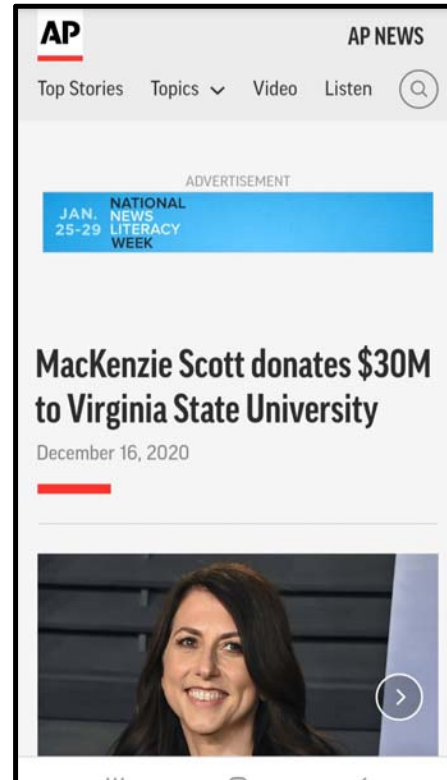 AP
AP NEWS
Top Stories Topics Video Listen
ADVERTISEMENT
JAN.
25-29
NATIONAL
NEWS
LITERACY
WEEK
MacKenzie Scott donates $30M
to Virginia State University
December 16, 2020